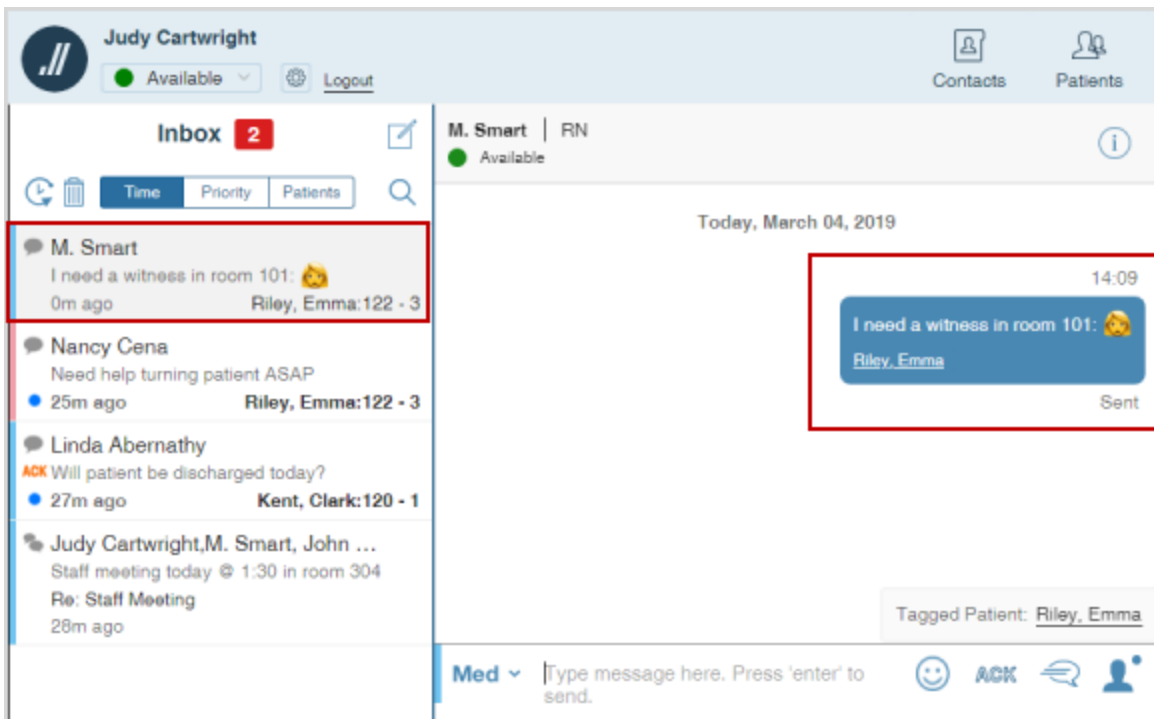 Judy Cartwright
Available
Logout
Contacts
Patients
Inbox 2
Time
Priority
Patients
M. Smart
I need a witness in room 101:
0m ago
Riley, Emma:122 - 3
Nancy Cena
Need help turning patient ASAP
25m ago
Riley, Emma:122 - 3
Linda Abernathy
ACK Will patient be discharged today?
27m ago
Kent, Clark:120 - 1
Judy Cartwright,M. Smart, John ...
Staff meeting today @ 1:30 in room 304
Re: Staff Meeting
28m ago
M. Smart | RN
Available
Today, March 04, 2019
14:09
I need a witness in room 101:
Riley, Emma
Sent
Tagged Patient: Riley, Emma
Med
Type message here. Press 'enter' to
send.
ACK